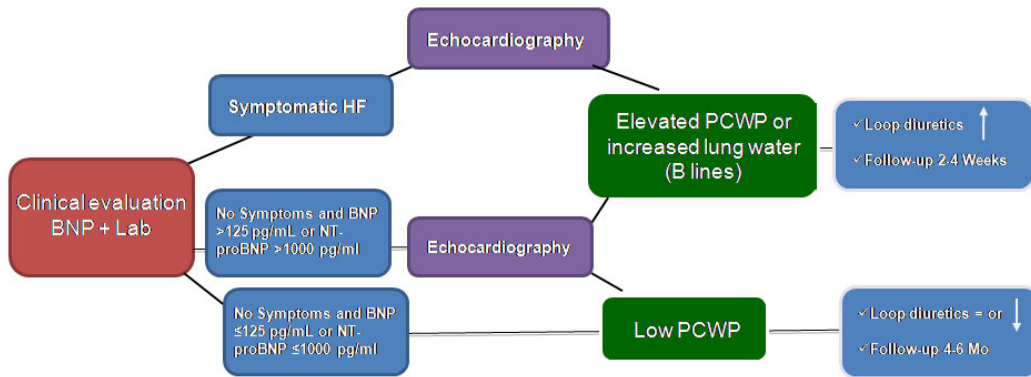 Echocardiography
Symptomatic HF
Elevated PCWP or
increased lung water
(B lines)
✓Loop diuretics ↑
✓Follow-up 2-4 Weeks
Clinical evaluation
BNP + Lab
No Symptoms and BNP
>125 pg/mL or NT-
proBNP >1000 pg/ml
Echocardiography
No Symptoms and BNP
≤125 pg/mL or NT-
proBNP ≤1000 pg/ml
Low PCWP
✓Loop diuretics = or ↓
✓Follow-up 4-6 Mo